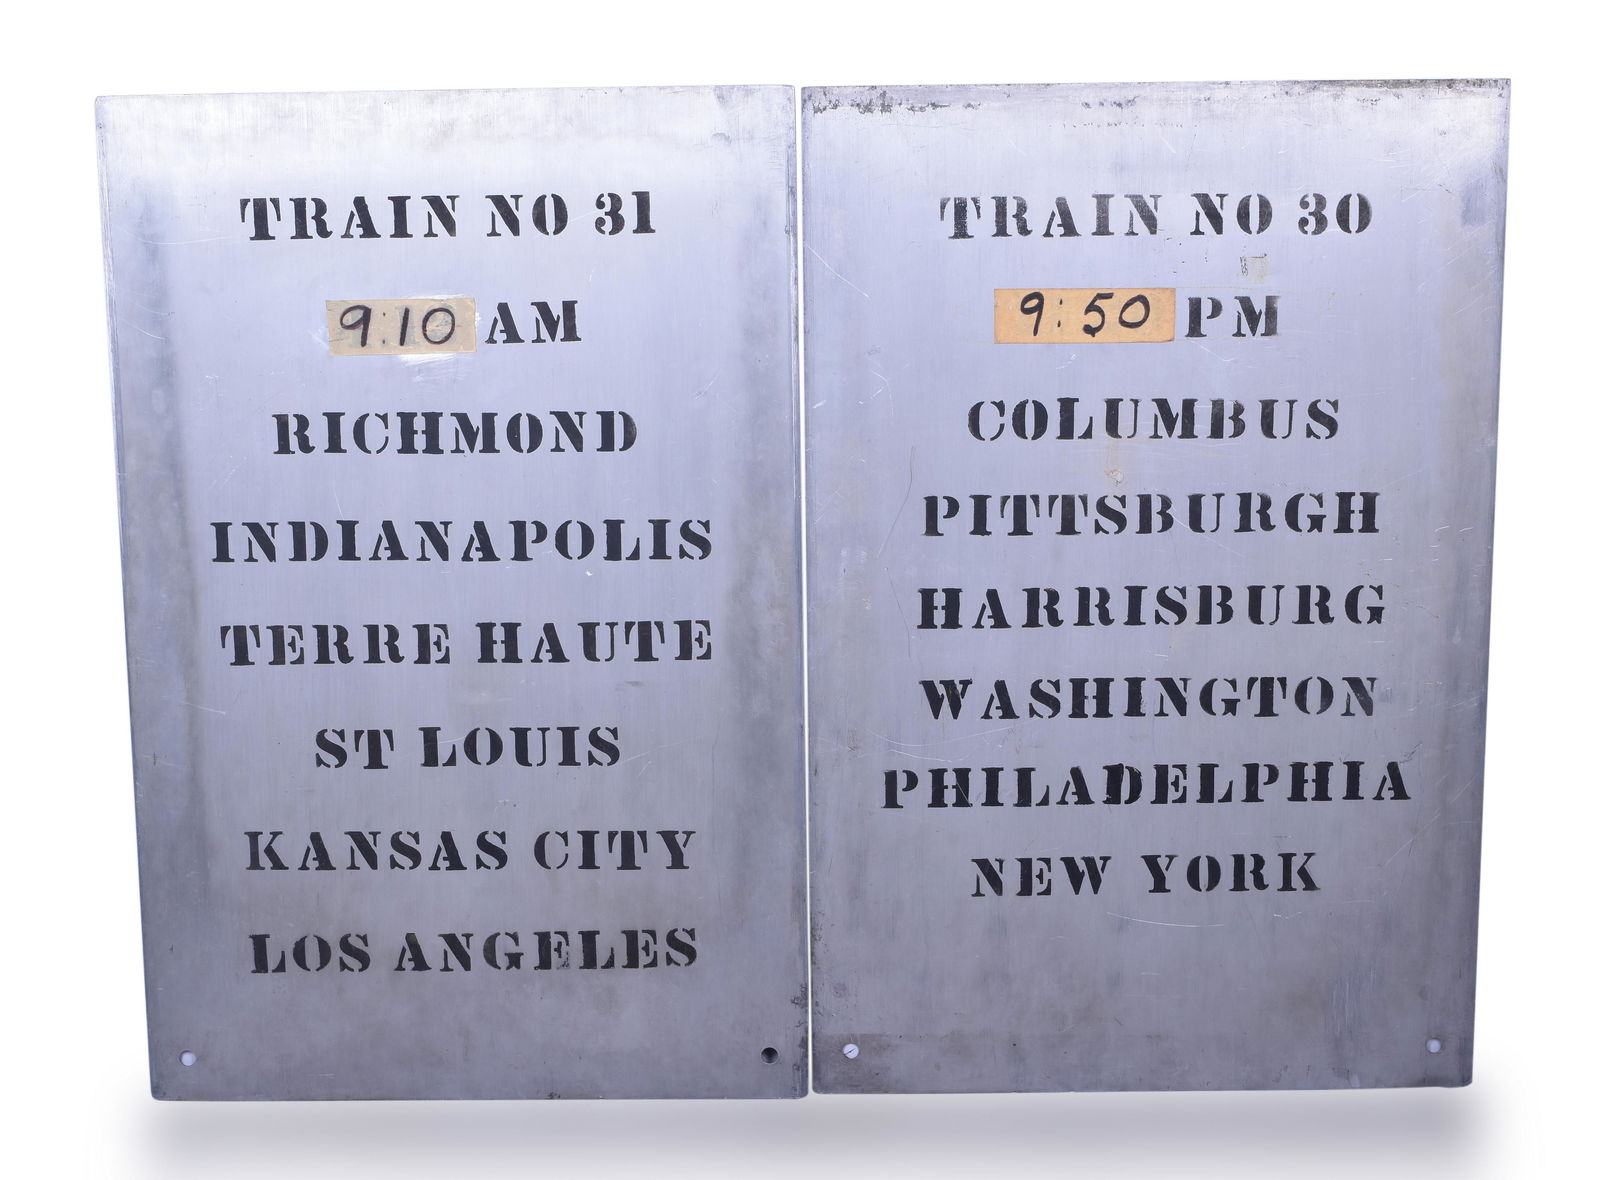 TRAIN NO 31
9:10 AM
RICHMOND
INDIANAPOLIS
TERRE HAUTE
ST LOUIS
KANSAS CITY
LOS ANGELES
TRAIN NO 30
9:50 PM
COLUMBUS
PITTSBURGH
HARRISBURG
WASHINGTON
PHILADELPHIA
NEW YORK